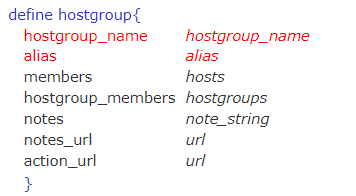 define hostgroup{
hostgroup_name hostgroup_name
alias alias
members hosts
hostgroup_members hostgroups
notes note_string
notes_url url
action_url url
}